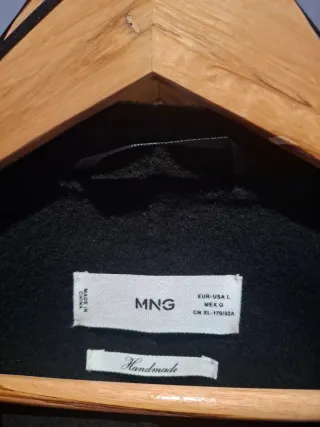 MADE IN
CHINA
MNG
EUR-USA L
MEX G
CN XL-170/92A
Handmade